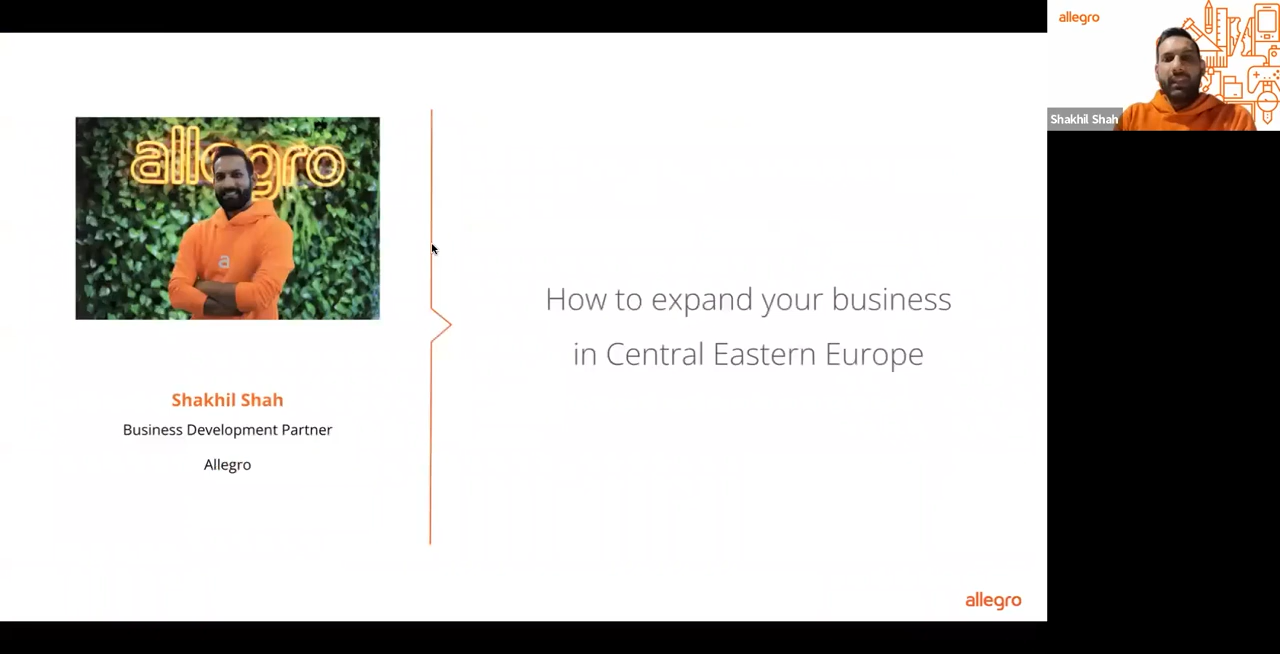 allegro
a
Shakhil Shah
Business Development Partner
Allegro
How to expand your business
in Central Eastern Europe
allegro
allegro
Shakhil Shah